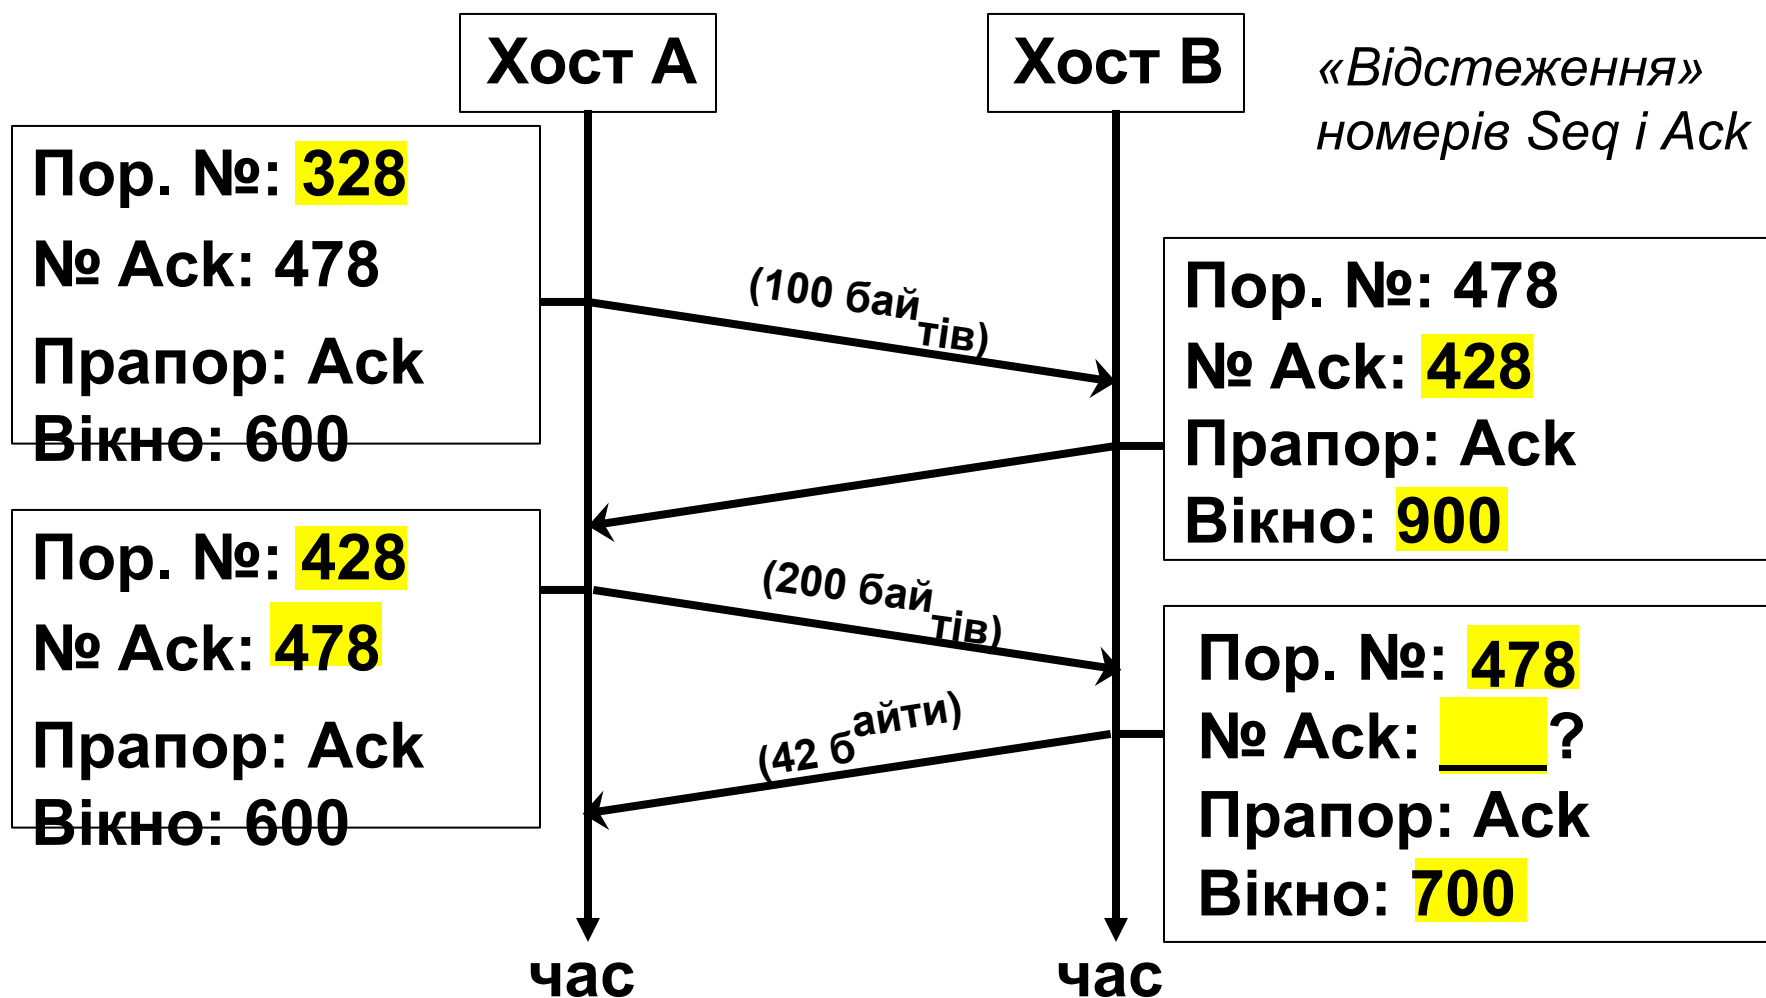 Хост A
Хост B
«Відстеження»
номерів Seq і Ack
Пор. №: 328
№ Ack: 478
Прапор: Ack
Вікно: 600
(100 байтів)
Пор. №: 478
№ Ack: 428
Прапор: Ack
Вікно: 900
Пор. №: 428
№ Ack: 478
Прапор: Ack
Вікно: 600
(200 байтів)
(42 байти)
Пор. №: 478
№ Ack: ___?
Прапор: Ack
Вікно: 700
час
час